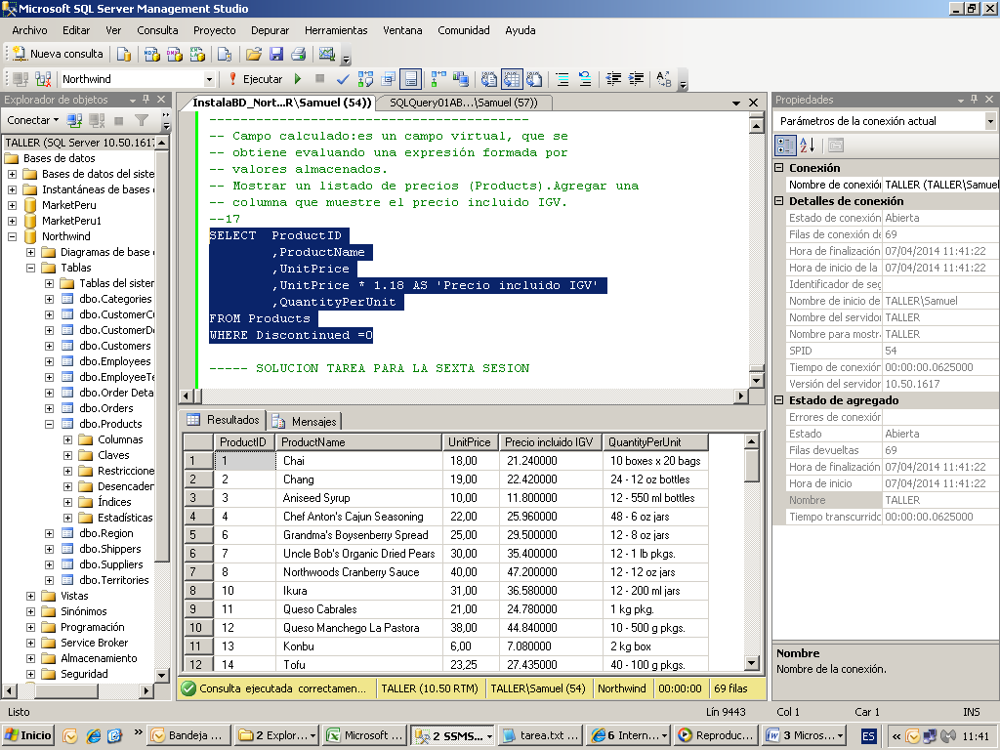 Microsoft SQL Server Management Studio
Archivo Editar Ver Consulta Proyecto Depurar Herramientas Ventana Comunidad Ayuda
Nueva consulta
Northwind Ejecutar
Explorador de objetos
Conectar
TALLER (SQL Server 10.50.1617
Bases de datos
Bases de datos del siste
Instantáneas de bases
MarketPeru
MarketPeru1
Northwind
Diagramas de base
Tablas
Tablas del sister
dbo.Categories
dbo.CustomerCu
dbo.CustomerDe
dbo.Customers
dbo.Employees
dbo.EmployeeTe
dbo.Order Deta
dbo.Orders
dbo.Products
Columnas
Claves
Restriccione
Desencader
Índices
Estadísticas
dbo.Region
dbo.Shippers
dbo.Suppliers
dbo.Territories
Vistas
Sinónimos
Programación
Service Broker
Almacenamiento
Seguridad
InstalaBD_Nort...R\Samuel (54)) SQLQuery01AB...\Samuel (57))
-----------------------------------------
-- Campo calculado:es un campo virtual, que se
-- obtiene evaluando una expresión formada por
-- valores almacenados.
-- Mostrar un listado de precios (Products).Agregar una
-- columna que muestre el precio incluido IGV.
--17
SELECT ProductID
,ProductName
,UnitPrice
,UnitPrice * 1.18 AS 'Precio incluido IGV'
,QuantityPerUnit
FROM Products
WHERE Discontinued =0
----- SOLUCION TAREA PARA LA SEXTA SESION
Resultados Mensajes
ProductID ProductName UnitPrice Precio incluido IGV QuantityPerUnit
1 1 Chai 18,00 21.240000 10 boxes x 20 bags
2 2 Chang 19,00 22.420000 24 - 12 oz bottles
3 3 Aniseed Syrup 10,00 11.800000 12 - 550 ml bottles
4 4 Chef Anton's Cajun Seasoning 22,00 25.960000 48 - 6 oz jars
5 6 Grandma's Boysenberry Spread 25,00 29.500000 12 - 8 oz jars
6 7 Uncle Bob's Organic Dried Pears 30,00 35.400000 12 - 1 lb pkgs.
7 8 Northwoods Cranberry Sauce 40,00 47.200000 12 - 12 oz jars
8 10 Ikura 31,00 36.580000 12 - 200 ml jars
9 11 Queso Cabrales 21,00 24.780000 1 kg pkg.
10 12 Queso Manchego La Pastora 38,00 44.840000 10 - 500 g pkgs.
11 13 Konbu 6,00 7.080000 2 kg box
12 14 Tofu 23,25 27.435000 40 - 100 g pkgs.
Consulta ejecutada correctamen... TALLER (10.50 RTM) TALLER\Samuel (54) Northwind 00:00:00 69 filas
Propiedades
Parámetros de la conexión actual
Conexión
Nombre de conexión TALLER (TALLER\Samuel
Detalles de conexión
Estado de conexión Abierta
Filas de conexión de 69
Hora de finalización 07/04/2014 11:41:22
Hora de inicio de la 07/04/2014 11:41:22
Identificador de seg
Nombre de inicio de TALLER\Samuel
Nombre del servidor TALLER
Nombre para mostr TALLER
SPID 54
Tiempo de conexión 00:00:00.0625000
Versión del servidor 10.50.1617
Estado de agregado
Errores de conexión
Estado Abierta
Filas devueltas 69
Hora de finalización 07/04/2014 11:41:22
Hora de inicio 07/04/2014 11:41:22
Nombre TALLER
Tiempo transcurrido 00:00:00.0625000
Nombre
Nombre de la conexión.
Listo Lín 9443 Col 1 Car 1 INS
Inicio » Bandeja ... 2 Explor... Microsoft ... 2 SSMS... tarea.txt ... 6 Intern... Reproduc... 3 Micros... ES « 11:41